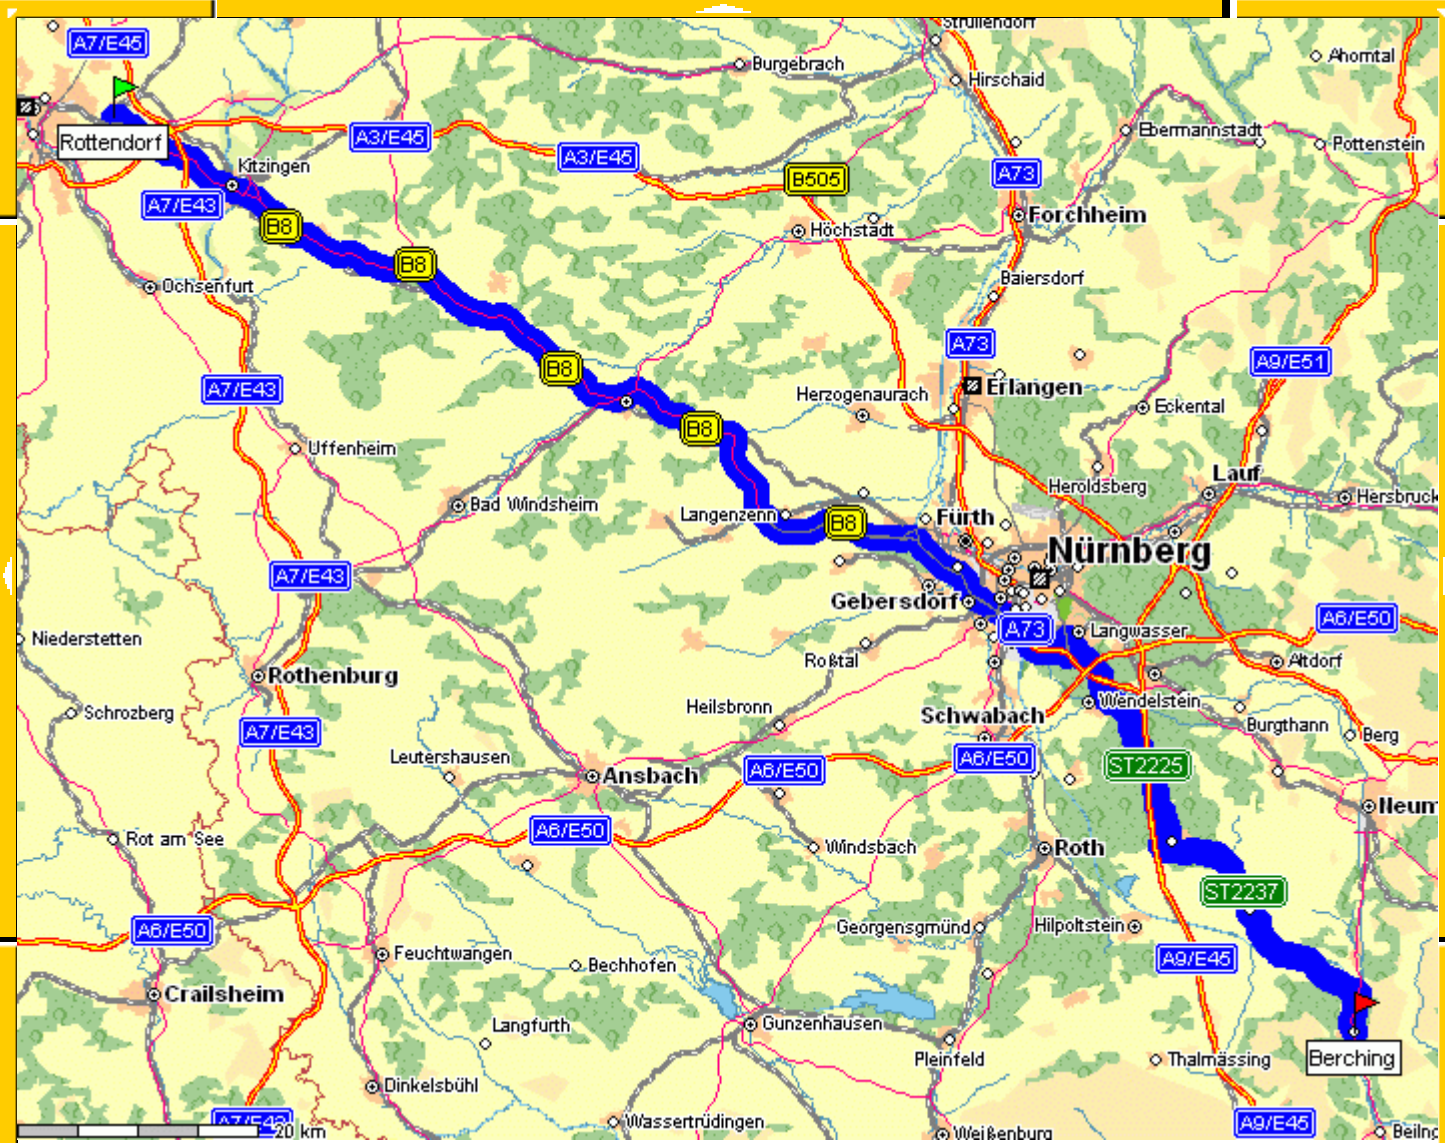 Strullendorf
A7/E45
Burgebrach
Ahorntal
Hirschaid
Rottendorf
A3/E45
A3/E45
Ebermannstadt
Pottenstein
Kitzingen
A73
B505
A7/E43
Forchheim
B8
Höchstadt
B8
Baiersdorf
Ochsenfurt
A73
A9/E51
B8
A7/E43
Erlangen
Herzogenaurach
Eckental
B8
Uffenheim
Lauf
Heroldsberg
Hersbruck
Bad Windsheim
Langenzenn
B8
Fürth
Nürnberg
A7/E43
Gebersdorf
A6/E50
A73
Langwasser
Niederstetten
Roßtal
Altdorf
Rothenburg
Wendelstein
Heilsbronn
Schrozberg
Schwabach
Burgthann
A7/E43
Berg
Leutershausen
A6/E50
ST2225
Ansbach
A6/E50
Neum
A6/E50
Rot am See
Windsbach
Roth
ST2237
A6/E50
Georgensgmünd
Hilpoltstein
Feuchtwangen
A9/E45
Bechhofen
Crailsheim
Langfurth
Gunzenhausen
Pleinfeld
Thalmässing
Berching
Dinkelsbühl
A7/E43
Wassertrüdingen
A9/E45
20 km
Weißenburg
Beilng